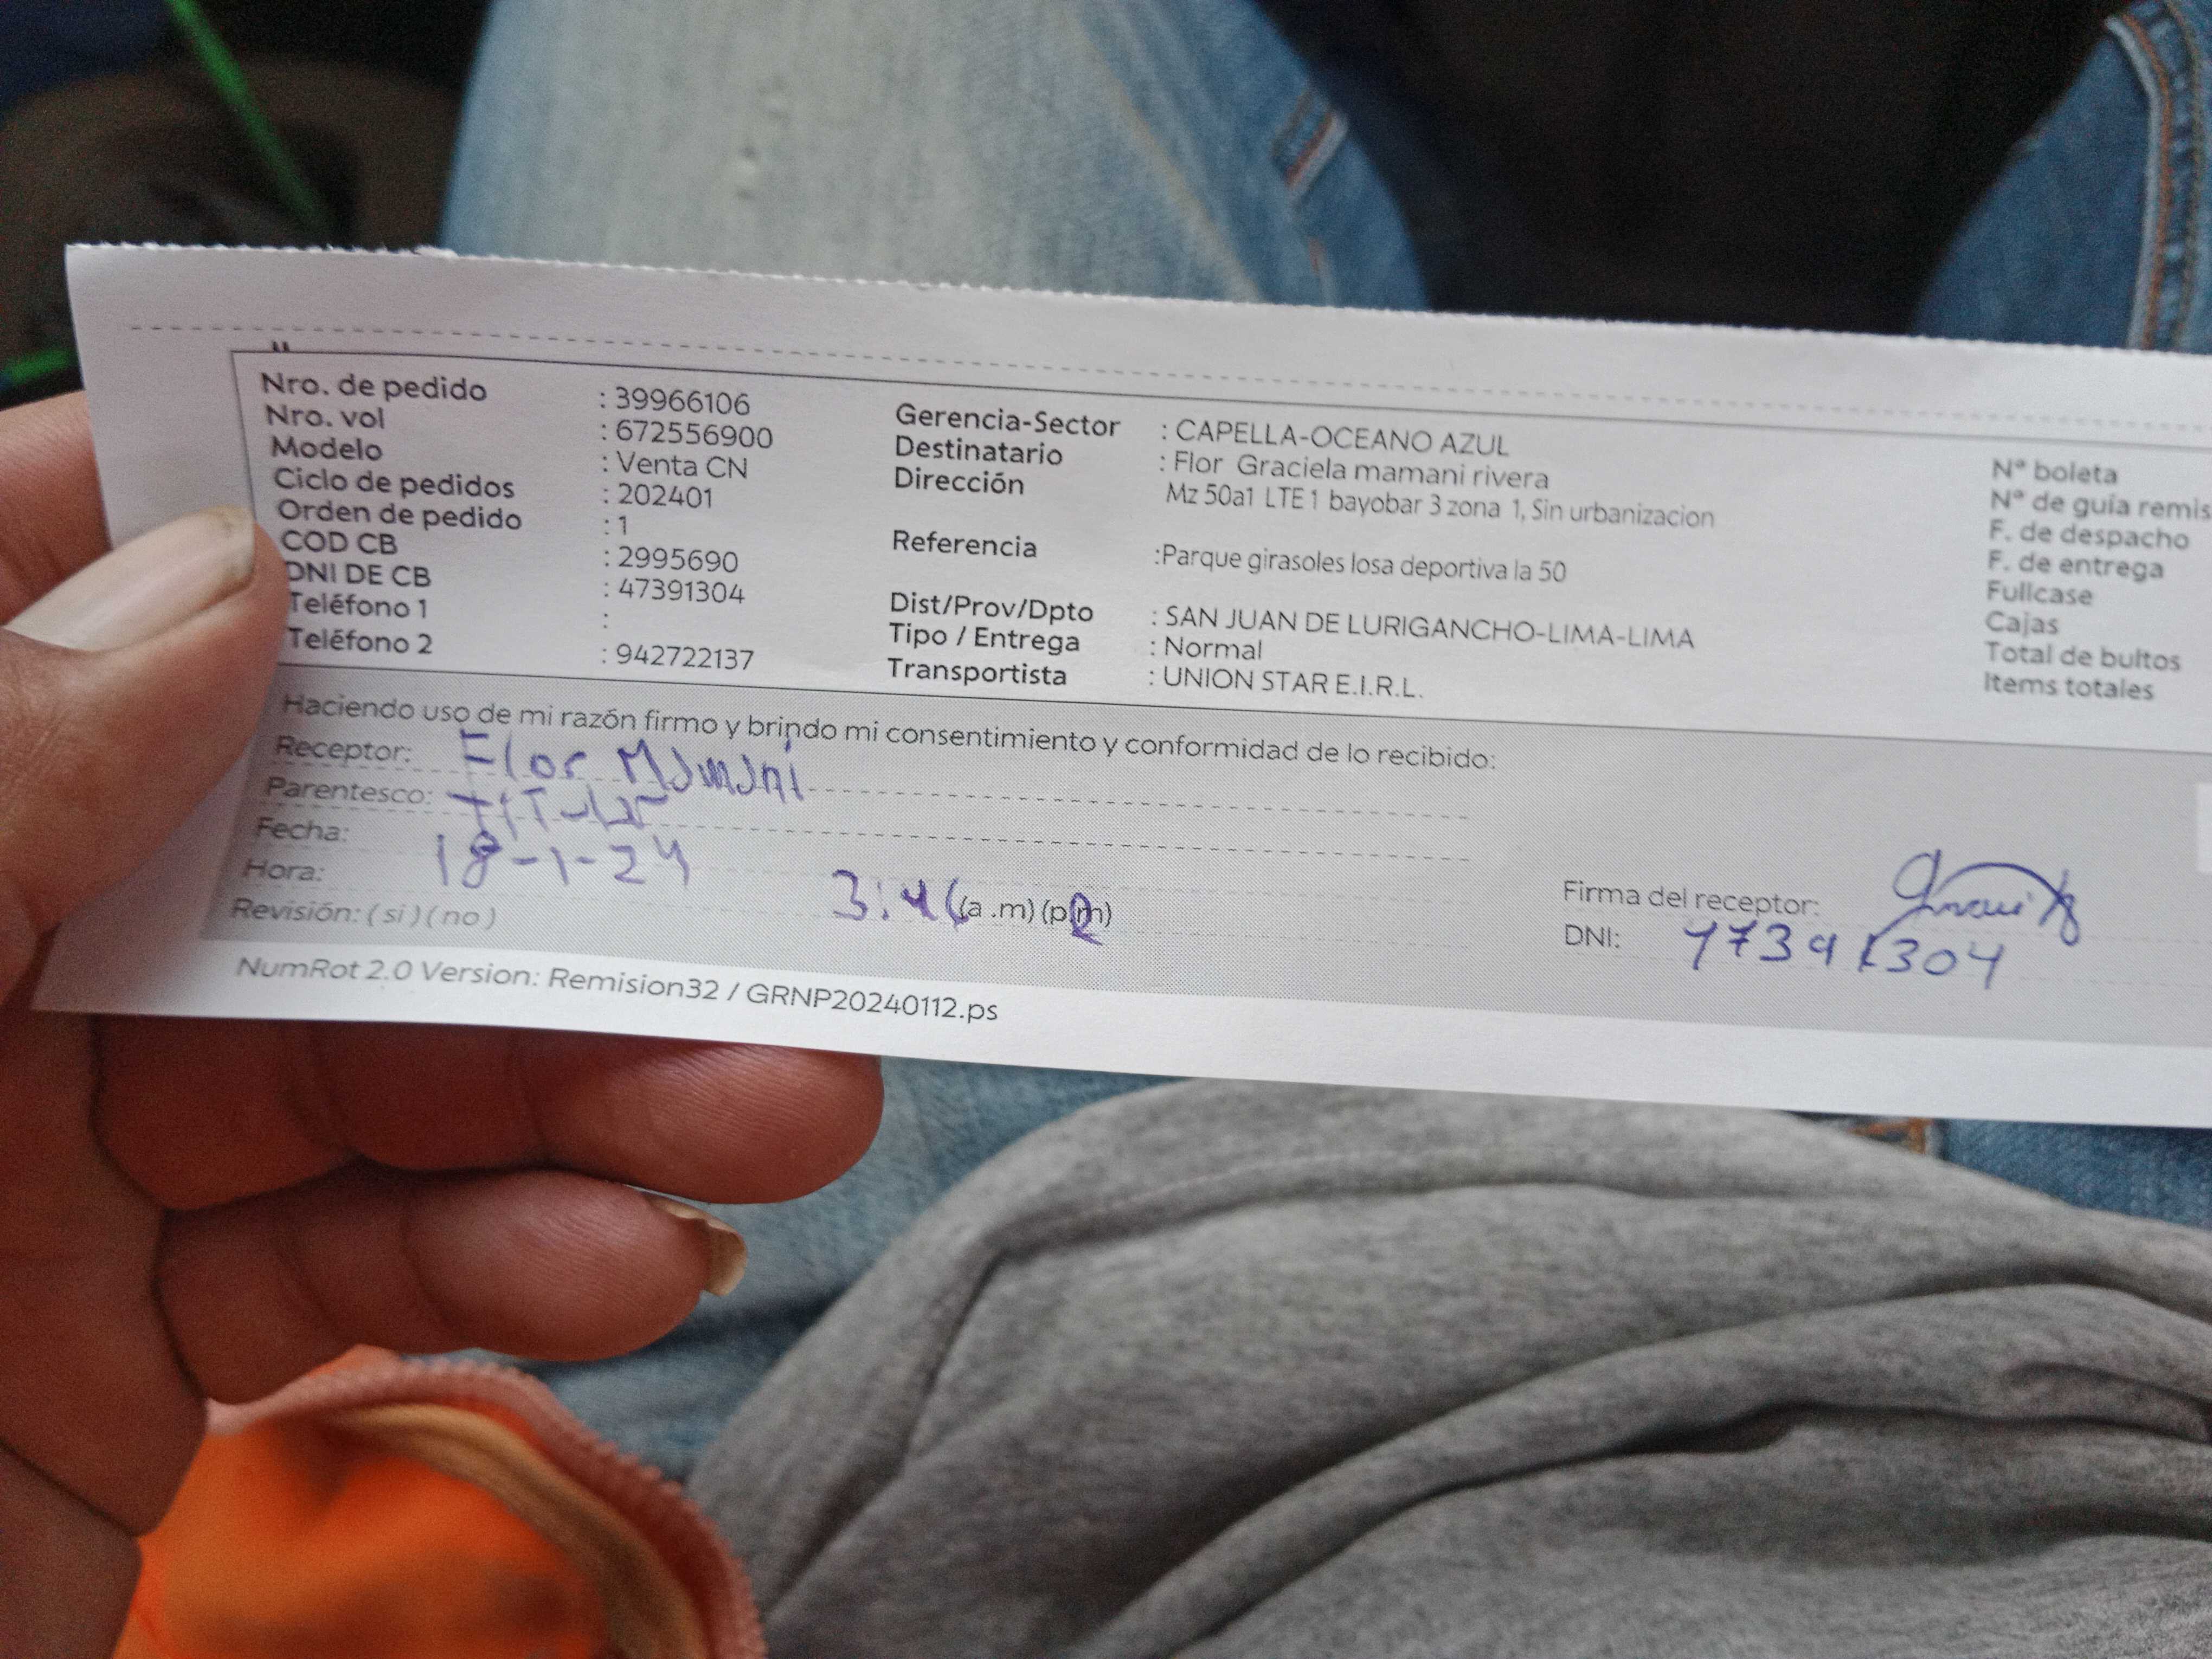 Nro. de pedido : 39966106
Nro. vol : 672556900
Modelo : Venta CN
Ciclo de pedidos : 202401
Orden de pedido : 1
COD CB : 2995690
DNI DE CB : 47391304
Teléfono 1 :
Teléfono 2 : 942722137
Gerencia-Sector : CAPELLA-OCEANO AZUL
Destinatario : Flor Graciela mamani rivera
Dirección Mz 50a1 LTE 1 bayobar 3 zona 1, Sin urbanizacion
Referencia :Parque girasoles losa deportiva la 50
Dist/Prov/Dpto : SAN JUAN DE LURIGANCHO-LIMA-LIMA
Tipo / Entrega : Normal
Transportista : UNION STAR E.I.R.L.
N° boleta
N° de guía remis
F. de despacho
F. de entrega
Fullcase
Cajas
Total de bultos
Items totales
Haciendo uso de mi razón firmo y brindo mi consentimiento y conformidad de lo recibido:
Receptor: Flor Mamani
Parentesco: Titular
Fecha: 18-1-24
Hora: (a .m) (p.m)
Revisión: ( si ) ( no )
Firma del receptor:
DNI: 47391304
NumRot 2.0 Version: Remision32 / GRNP20240112.ps